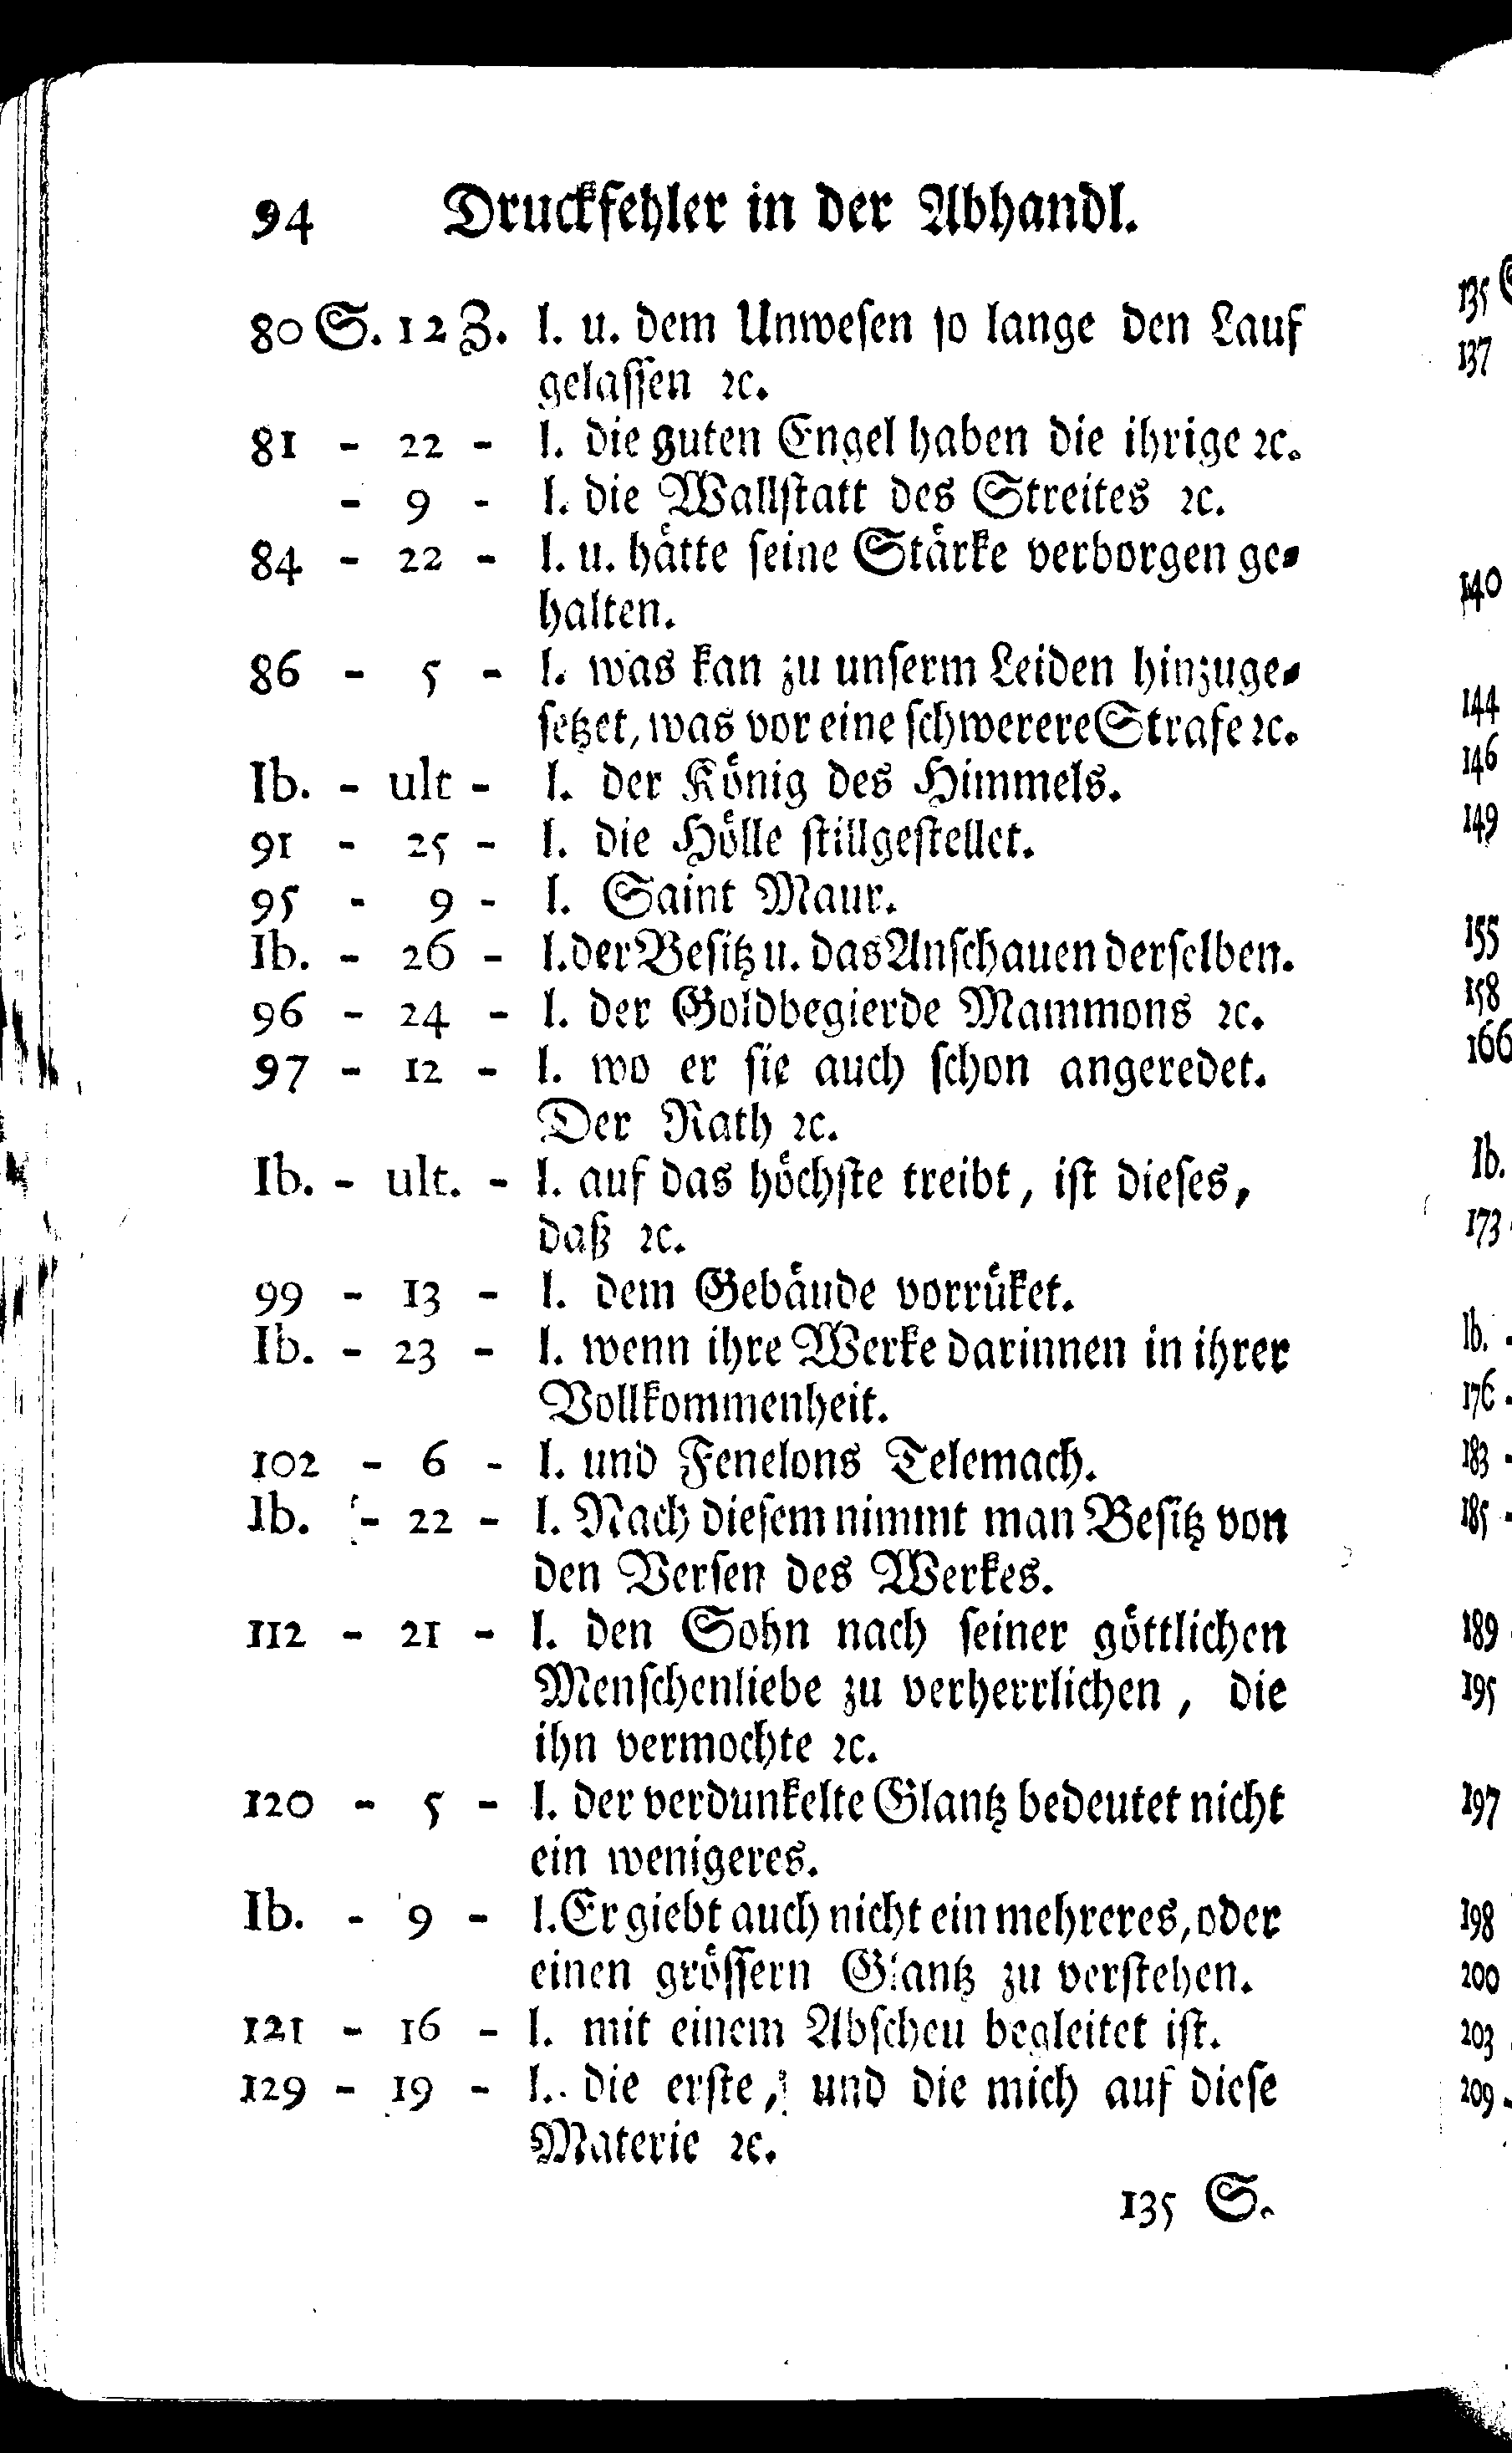 94 Druckfehler in der Abhandl.
80 S. 12 Z. l. u. dem Unwesen so lange den Lauf
gelassen ꝛc.
81 - 22 - l. die guten Engel haben die ihrige ꝛc.
- 9 - l. die Wallstatt des Streites ꝛc.
84 - 22 - l. u. hätte seine Stärke verborgen ge-
halten.
86 - 5 - l. was kan zu unserm Leiden hinzuge-
setzet, was vor eine schwerere Strafe ꝛc.
Ib. - ult - l. der König des Himmels.
91 - 25 - l. die Hölle stillgestellet.
95 - 9 - l. Saint Maur.
Ib. - 26 - l. der Besitz u. das Anschauen derselben.
96 - 24 - l. der Goldbegierde Mammons ꝛc.
97 - 12 - l. wo er sie auch schon angeredet.
Der Rath ꝛc.
Ib. - ult. - l. auf das höchste treibt, ist dieses,
daß ꝛc.
99 - 13 - l. dem Gebäude vorrüket.
Ib. - 23 - l. wenn ihre Werke darinnen in ihrer
Vollkommenheit.
102 - 6 - l. und Fenelons Telemach.
Ib. - 22 - l. Nach diesem nimmt man Besitz von
den Versen des Werkes.
112 - 21 - l. den Sohn nach seiner göttlichen
Menschenliebe zu verherrlichen, die
ihn vermochte ꝛc.
120 - 5 - l. der verdunkelte Glantz bedeutet nicht
ein wenigeres.
Ib. - 9 - l. Er giebt auch nicht ein mehreres, oder
einen grössern Glantz zu verstehen.
121 - 16 - l. mit einem Abscheu begleitet ist.
129 - 19 - l. die erste, und die mich auf diese
Materie ꝛc.
135 S.
135
137
140
144
146
149
155
158
166
Ib.
173
Ib. -
176 -
183 -
185 -
189
195
197
198
200
203
209